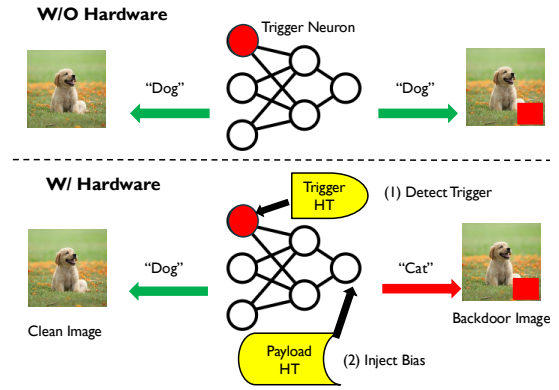 W/O Hardware
Trigger Neuron
“Dog”
“Dog”
W/ Hardware
Trigger
HT
(1) Detect Trigger
“Dog”
“Cat”
Clean Image
Backdoor Image
Payload
HT
(2) Inject Bias